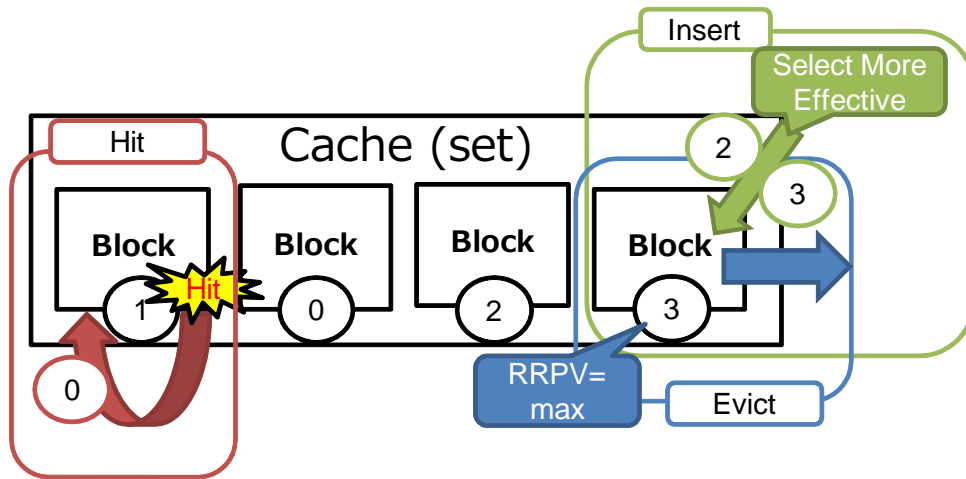 Insert
Select More
Effective
Hit
Cache (set)
2
3
Block
Block
Block
Block
Hit
1
0
2
3
0
RRPV=
max
Evict